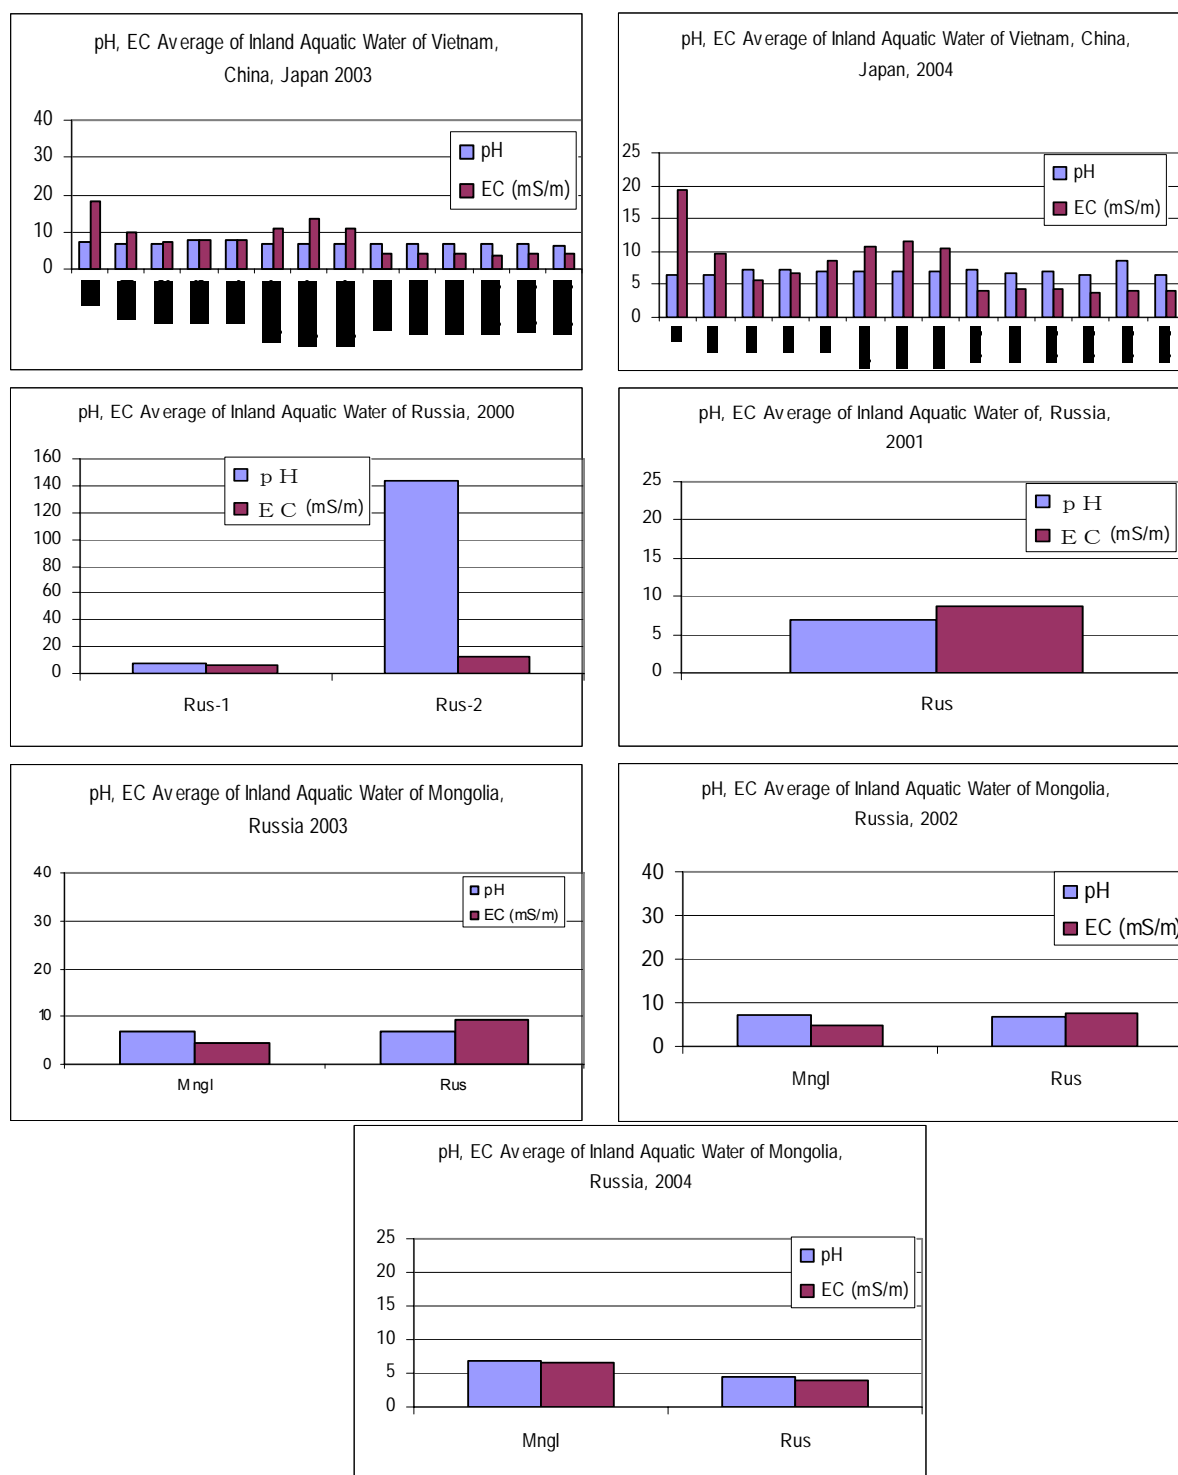 pH, EC Average of Inland Aquatic Water of Vietnam,
China, Japan 2003
40
30
20
10
0
pH
EC (mS/m)
pH, EC Average of Inland Aquatic Water of Vietnam, China,
Japan, 2004
25
20
15
10
5
0
pH
EC (mS/m)
pH, EC Average of Inland Aquatic Water of Russia, 2000
160
140
120
100
80
60
40
20
0
pH
EC (mS/m)
Rus-1 Rus-2
pH, EC Average of Inland Aquatic Water of, Russia,
2001
25
20
15
10
5
0
pH
EC (mS/m)
Rus
pH, EC Average of Inland Aquatic Water of Mongolia,
Russia 2003
40
30
20
10
0
pH
EC (mS/m)
Mngl Rus
pH, EC Average of Inland Aquatic Water of Mongolia,
Russia, 2002
40
30
20
10
0
pH
EC (mS/m)
Mngl Rus
pH, EC Average of Inland Aquatic Water of Mongolia,
Russia, 2004
25
20
15
10
5
0
pH
EC (mS/m)
Mngl Rus